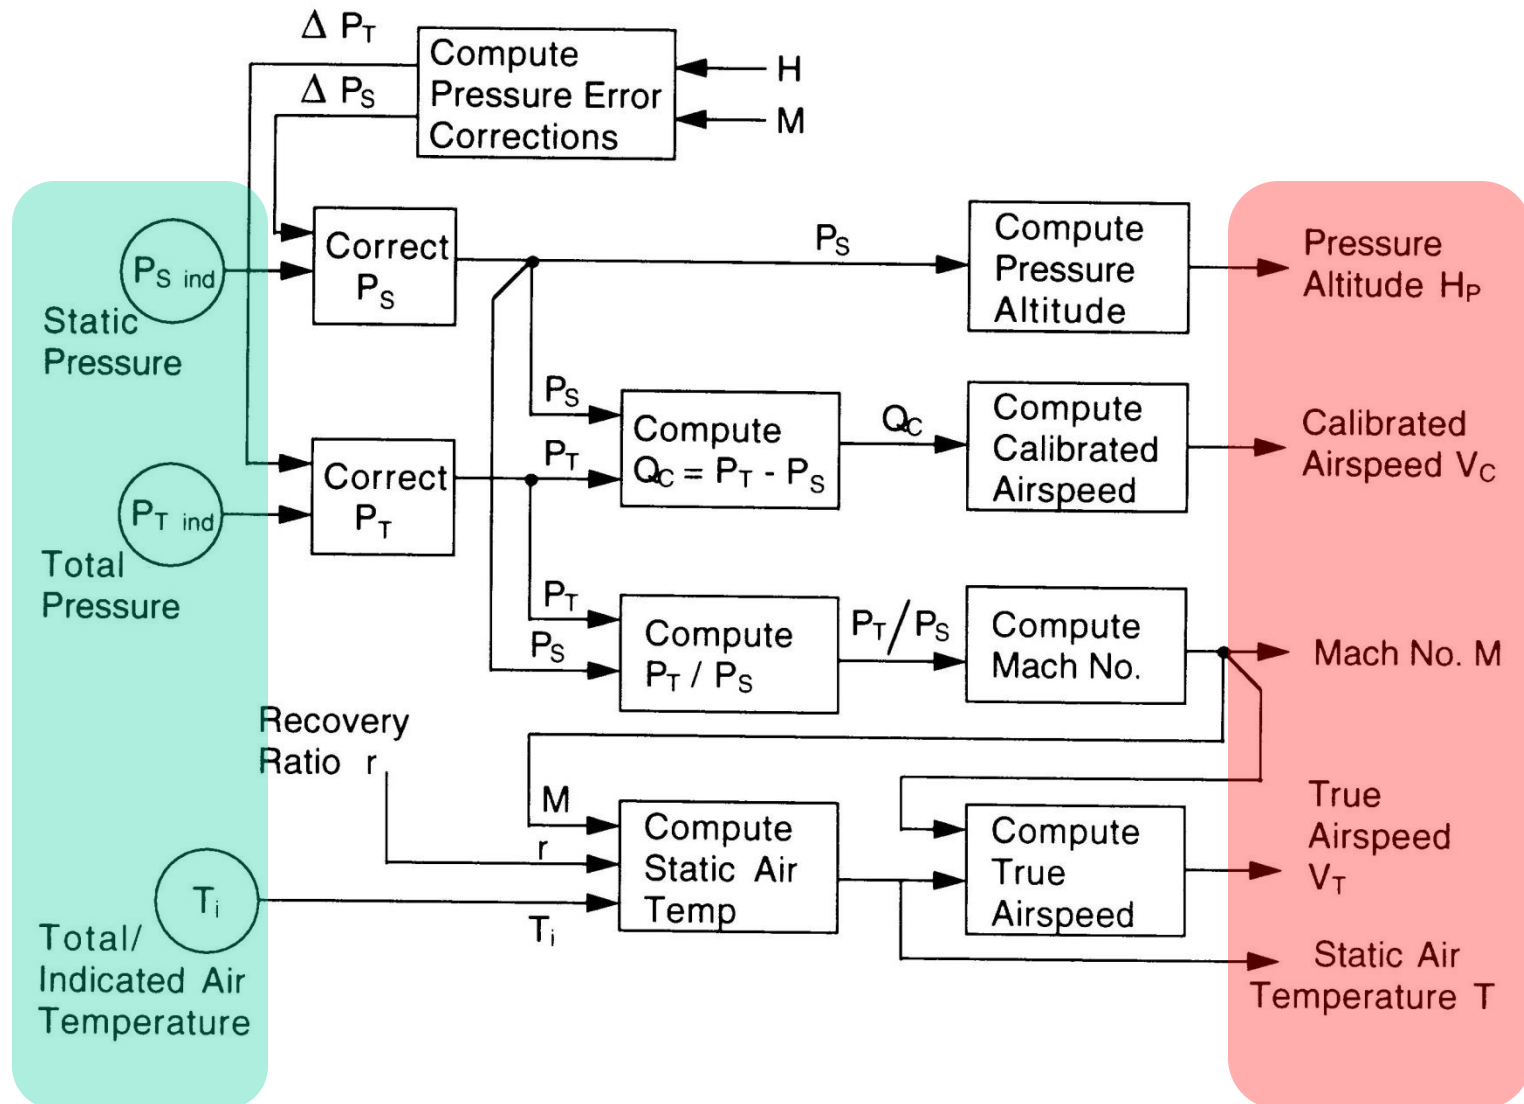 Δ P_T
Δ P_S
Compute
Pressure Error
Corrections
H
M
P_S ind
Static
Pressure
Correct
P_S
P_S
Compute
Pressure
Altitude
Pressure
Altitude H_P
P_T ind
Total
Pressure
Correct
P_T
P_S
P_T
Compute
Q_C = P_T - P_S
Q_C
Compute
Calibrated
Airspeed
Calibrated
Airspeed V_C
P_T
P_S
Compute
P_T / P_S
P_T/P_S
Compute
Mach No.
Mach No. M
Recovery
Ratio r
M
r
T_i
T_i
Total/
Indicated Air
Temperature
Compute
Static Air
Temp
Compute
True
Airspeed
True
Airspeed
V_T
Static Air
Temperature T